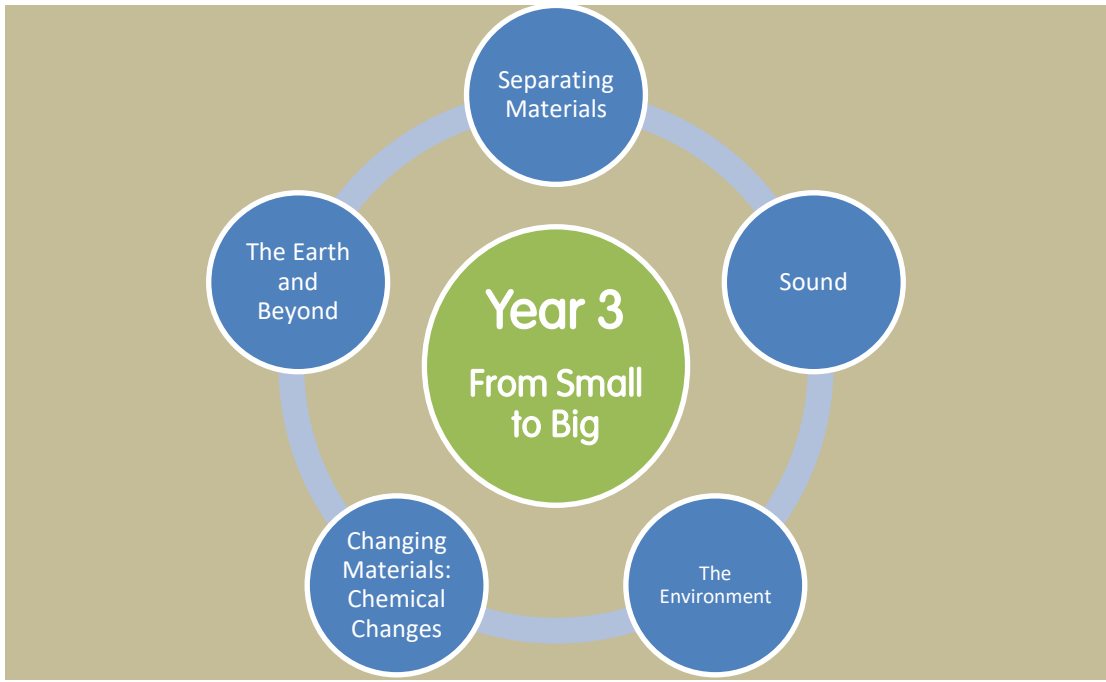 Separating
Materials
The Earth
and
Beyond
Sound
Year 3
From Small
to Big
Changing
Materials:
Chemical
Changes
The
Environment